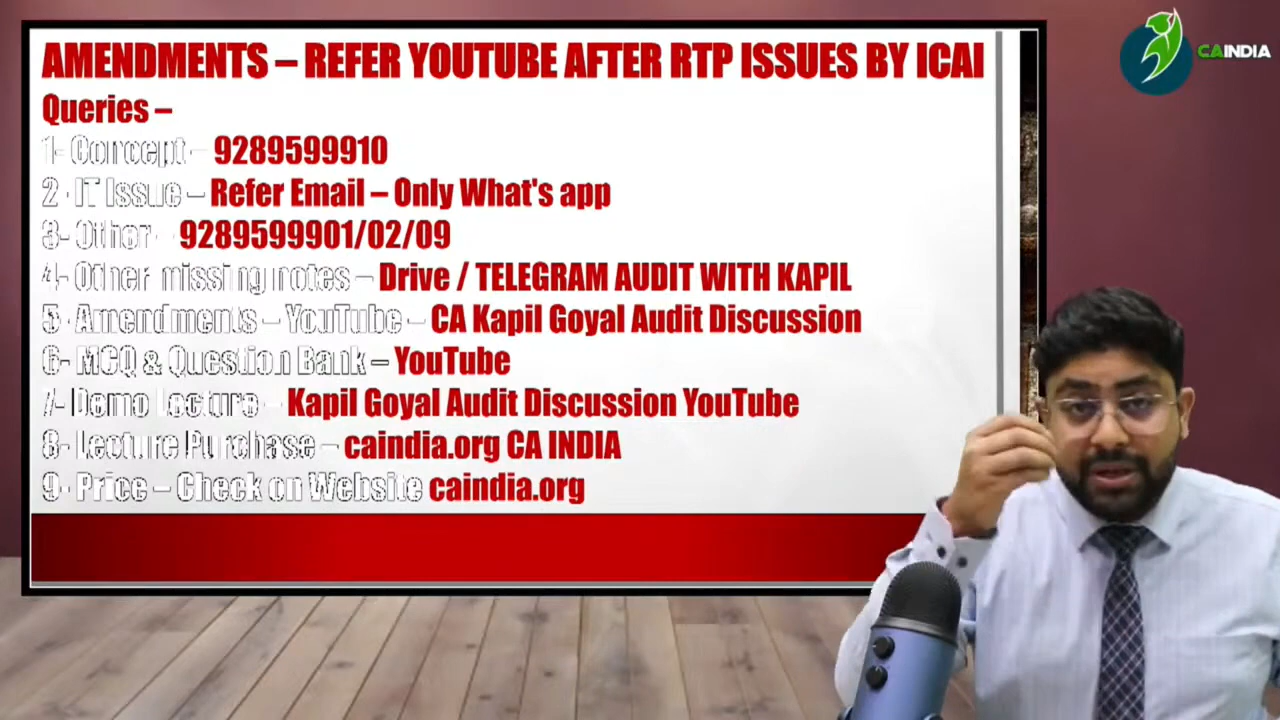 AMENDMENTS – REFER YOUTUBE AFTER RTP ISSUES BY ICAI
CAINDIA
Queries –
1- Concept – 9289599910
2 - IT Issue – Refer Email – Only What's app
3- Other – 9289599901/02/09
4- Other missing notes – Drive / TELEGRAM AUDIT WITH KAPIL
5- Amendments – YouTube – CA Kapil Goyal Audit Discussion
6- MCQ & Question Bank – YouTube
7- Demo Lecture – Kapil Goyal Audit Discussion YouTube
8- Lecture Purchase – caindia.org CA INDIA
9- Price – Check on Website caindia.org